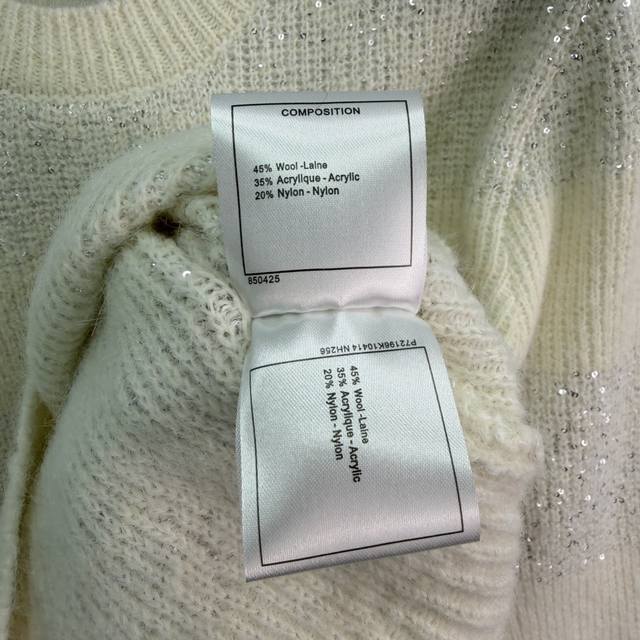 COMPOSITION
45% Wool -Laine
35% Acrylique - Acrylic
20% Nylon - Nylon
850425
P72196K10414 NH256
45% Wool -Laine
35% Acrylique - Acrylic
20% Nylon - Nylon